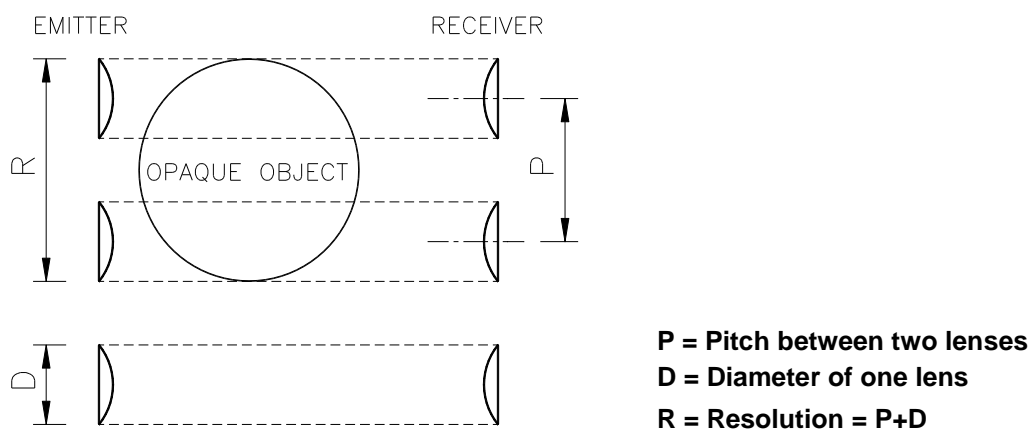 EMITTER
RECEIVER
R
OPAQUE OBJECT
P
D
P = Pitch between two lenses
D = Diameter of one lens
R = Resolution = P+D